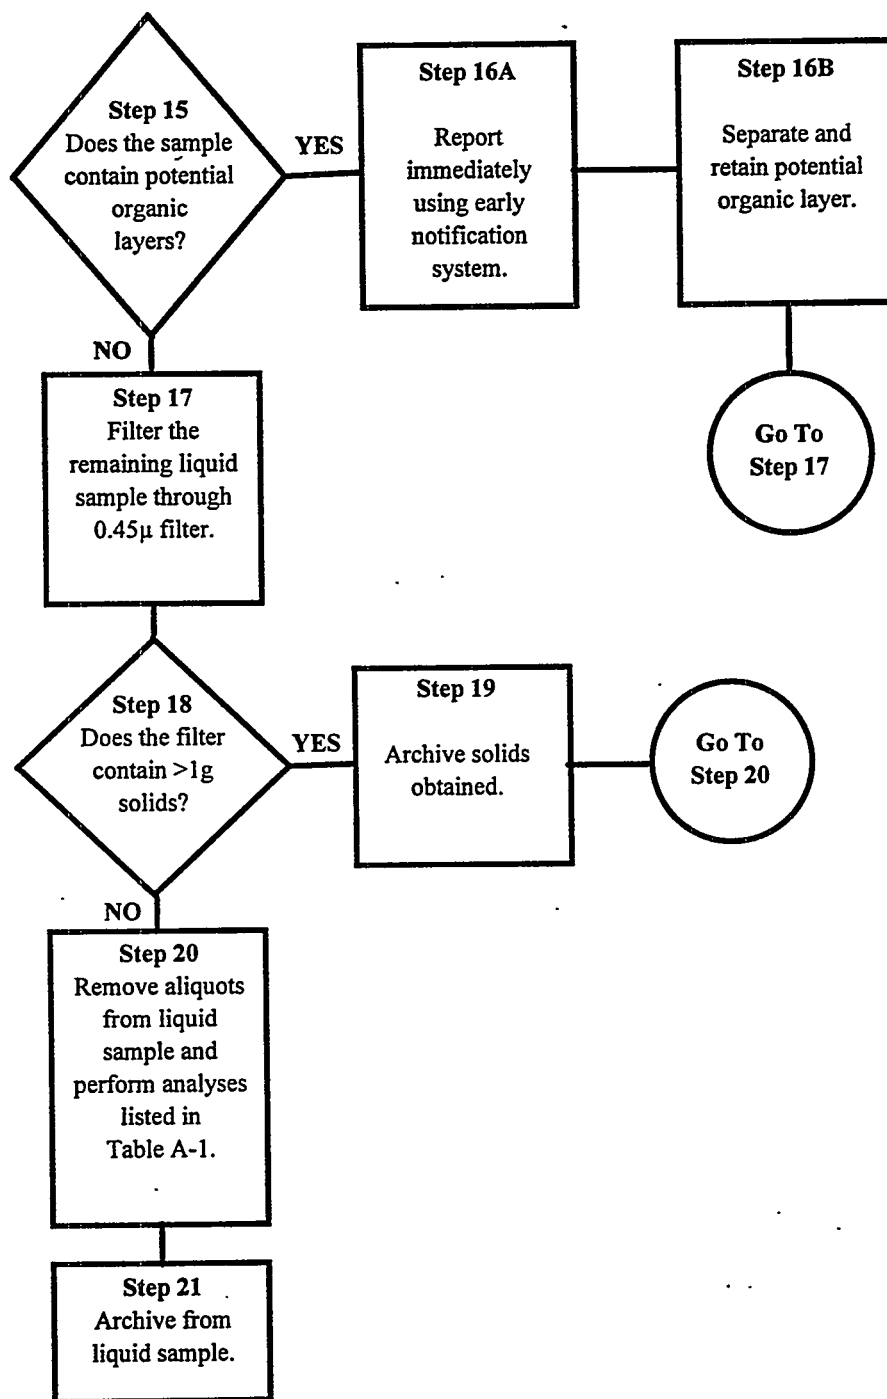 Step 15
Does the sample
contain potential
organic
layers?
YES
Step 16A
Report
immediately
using early
notification
system.
Step 16B
Separate and
retain potential
organic layer.
NO
Go To
Step 17
Step 17
Filter the
remaining liquid
sample through
0.45µ filter.
Step 18
Does the filter
contain >1g
solids?
YES
Step 19
Archive solids
obtained.
Go To
Step 20
NO
Step 20
Remove aliquots
from liquid
sample and
perform analyses
listed in
Table A-1.
Step 21
Archive from
liquid sample.